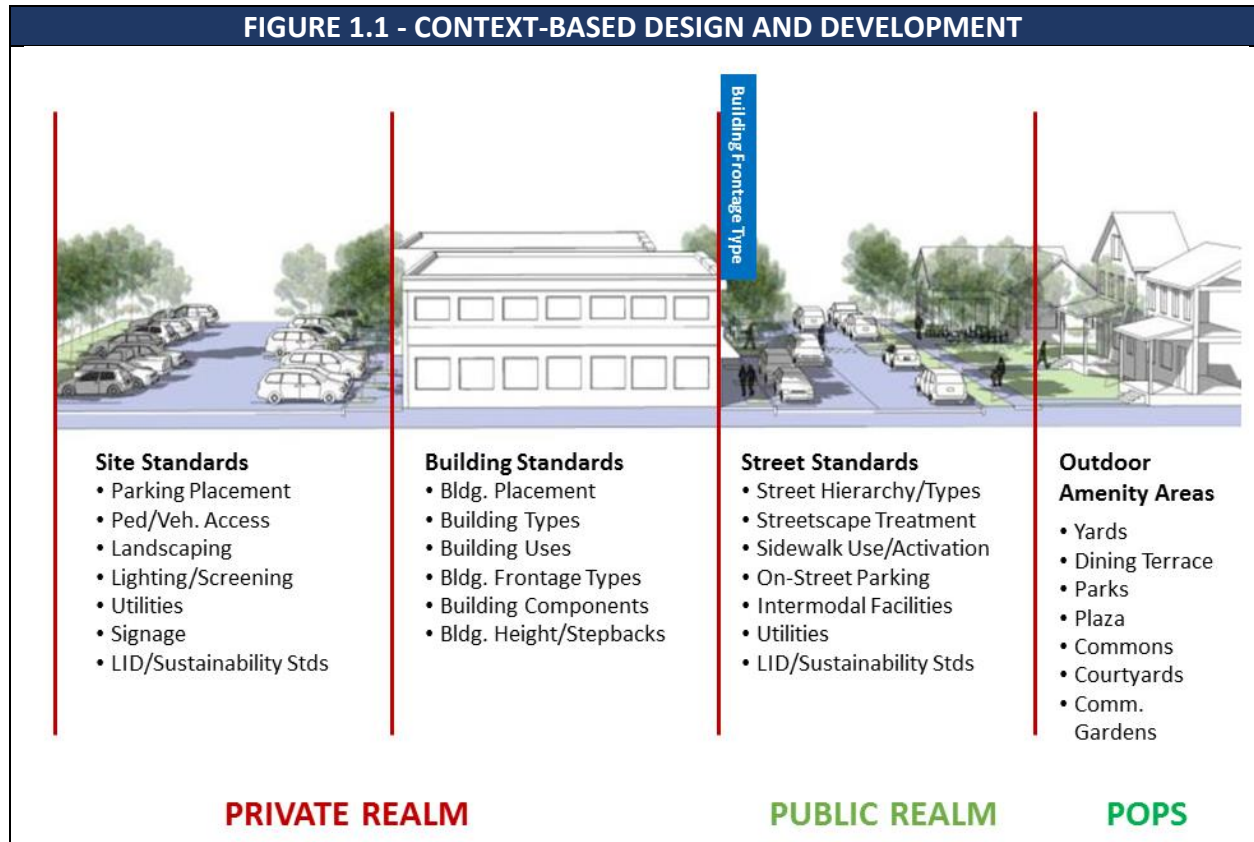 FIGURE 1.1 - CONTEXT-BASED DESIGN AND DEVELOPMENT
Building Frontage Type
Site Standards
• Parking Placement
• Ped/Veh. Access
• Landscaping
• Lighting/Screening
• Utilities
• Signage
• LID/Sustainability Stds
Building Standards
• Bldg. Placement
• Building Types
• Building Uses
• Bldg. Frontage Types
• Building Components
• Bldg. Height/Stepbacks
Street Standards
• Street Hierarchy/Types
• Streetscape Treatment
• Sidewalk Use/Activation
• On-Street Parking
• Intermodal Facilities
• Utilities
• LID/Sustainability Stds
Outdoor
Amenity Areas
• Yards
• Dining Terrace
• Parks
• Plaza
• Commons
• Courtyards
• Comm.
Gardens
PRIVATE REALM
PUBLIC REALM
POPS